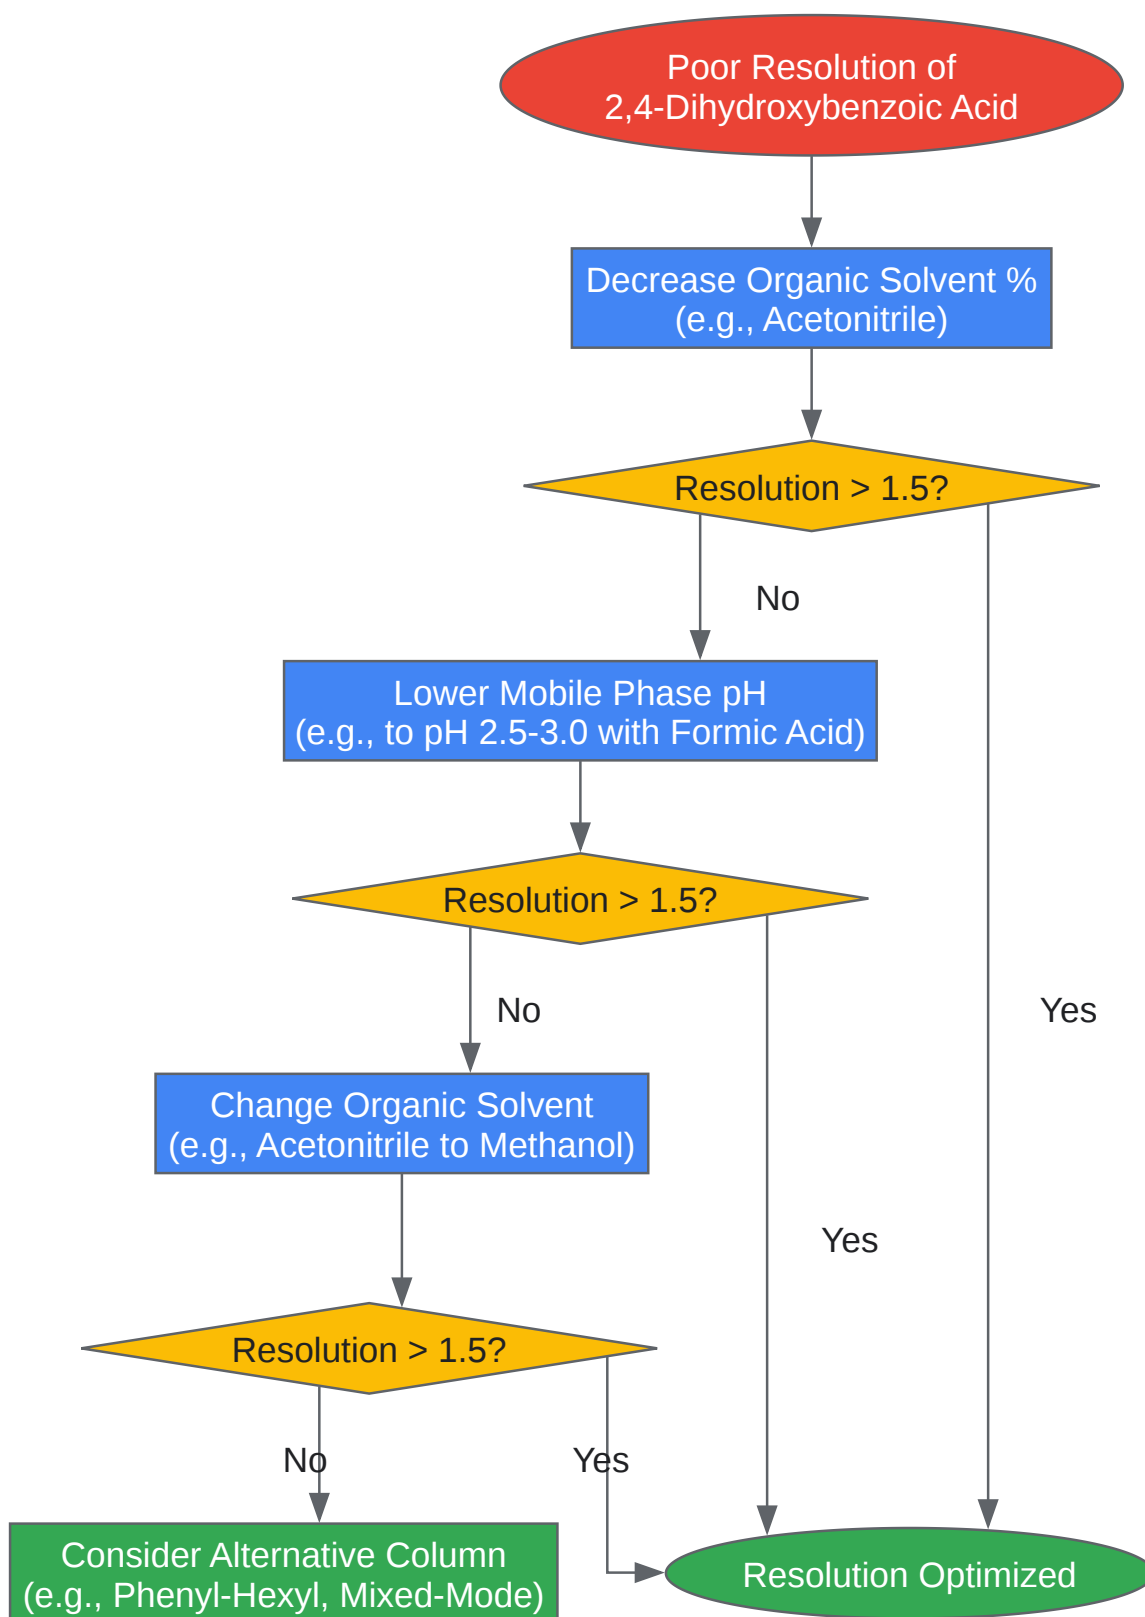 Poor Resolution of
2,4-Dihydroxybenzoic Acid
Decrease Organic Solvent %
(e.g., Acetonitrile)
Resolution > 1.5?
No
Lower Mobile Phase pH
(e.g., to pH 2.5-3.0 with Formic Acid)
Resolution > 1.5?
No
Yes
Change Organic Solvent
(e.g., Acetonitrile to Methanol)
Yes
Resolution > 1.5?
No
Yes
Consider Alternative Column
(e.g., Phenyl-Hexyl, Mixed-Mode)
Resolution Optimized